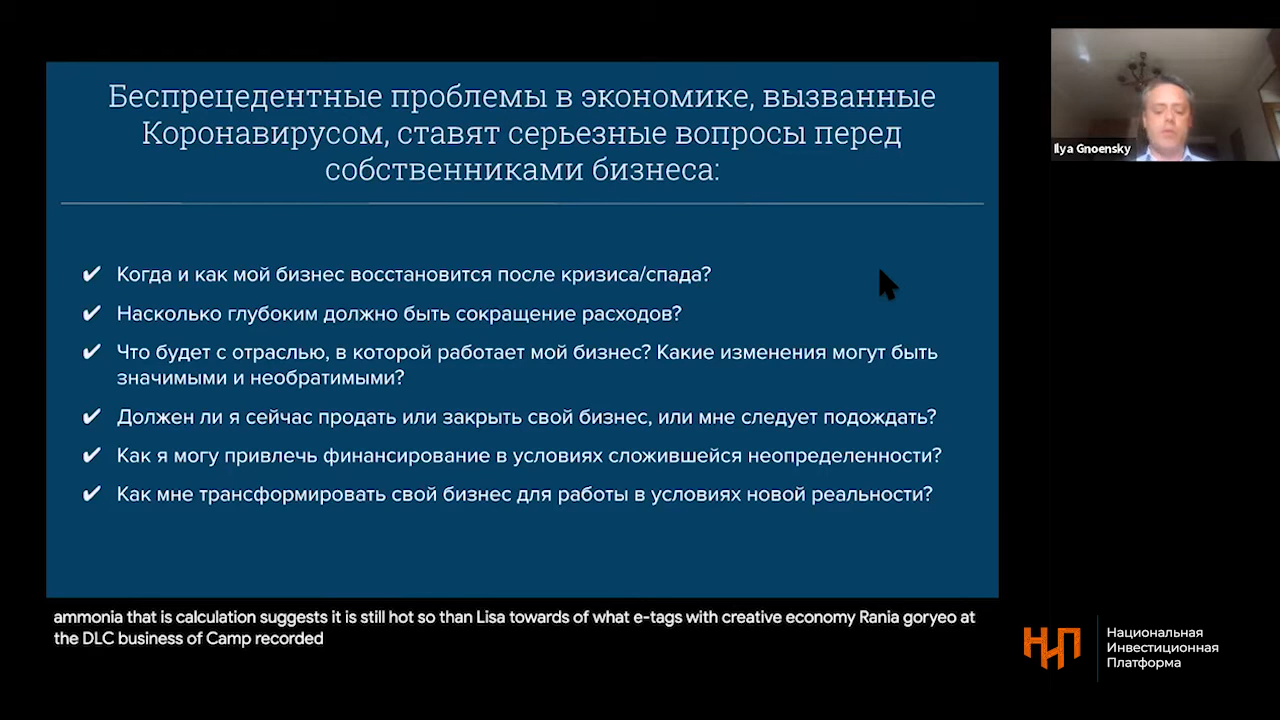 Беспрецедентные проблемы в экономике, вызванные
Коронавирусом, ставят серьезные вопросы перед
собственниками бизнеса:
✔ Когда и как мой бизнес восстановится после кризиса/спада?
✔ Насколько глубоким должно быть сокращение расходов?
✔ Что будет с отраслью, в которой работает мой бизнес? Какие изменения могут быть
значимыми и необратимыми?
✔ Должен ли я сейчас продать или закрыть свой бизнес, или мне следует подождать?
✔ Как я могу привлечь финансирование в условиях сложившейся неопределенности?
✔ Как мне трансформировать свой бизнес для работы в условиях новой реальности?
Ilya Gnoensky
ammonia that is calculation suggests it is still hot so than Lisa towards of what e-tags with creative economy Rania goryeo at
the DLC business of Camp recorded
НИП
Национальная
Инвестиционная
Платформа